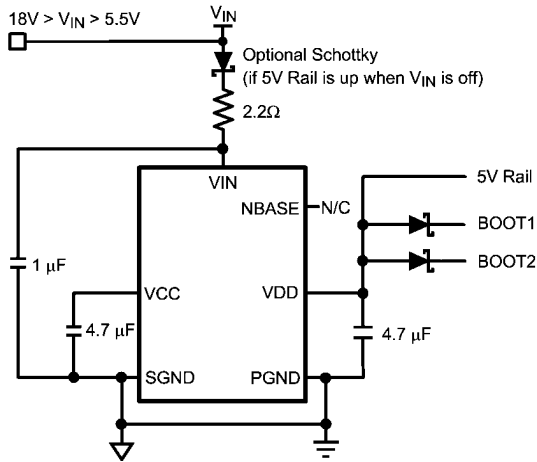 18V > VIN > 5.5V
VIN
Optional Schottky
(if 5V Rail is up when VIN is off)
2.2Ω
VIN
5V Rail
NBASE
N/C
BOOT1
BOOT2
1 µF
VCC
VDD
4.7 µF
4.7 µF
SGND
PGND